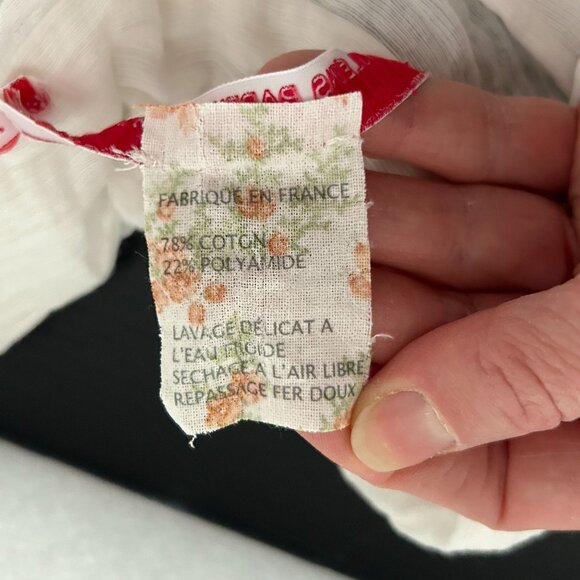 FABRIQUE EN FRANCE
78% COTON
22% POLYAMIDE
LAVAGE DÉLICAT A
L'EAU FROIDE
SECHAGE A L'AIR LIBRE
REPASSAGE FER DOUX